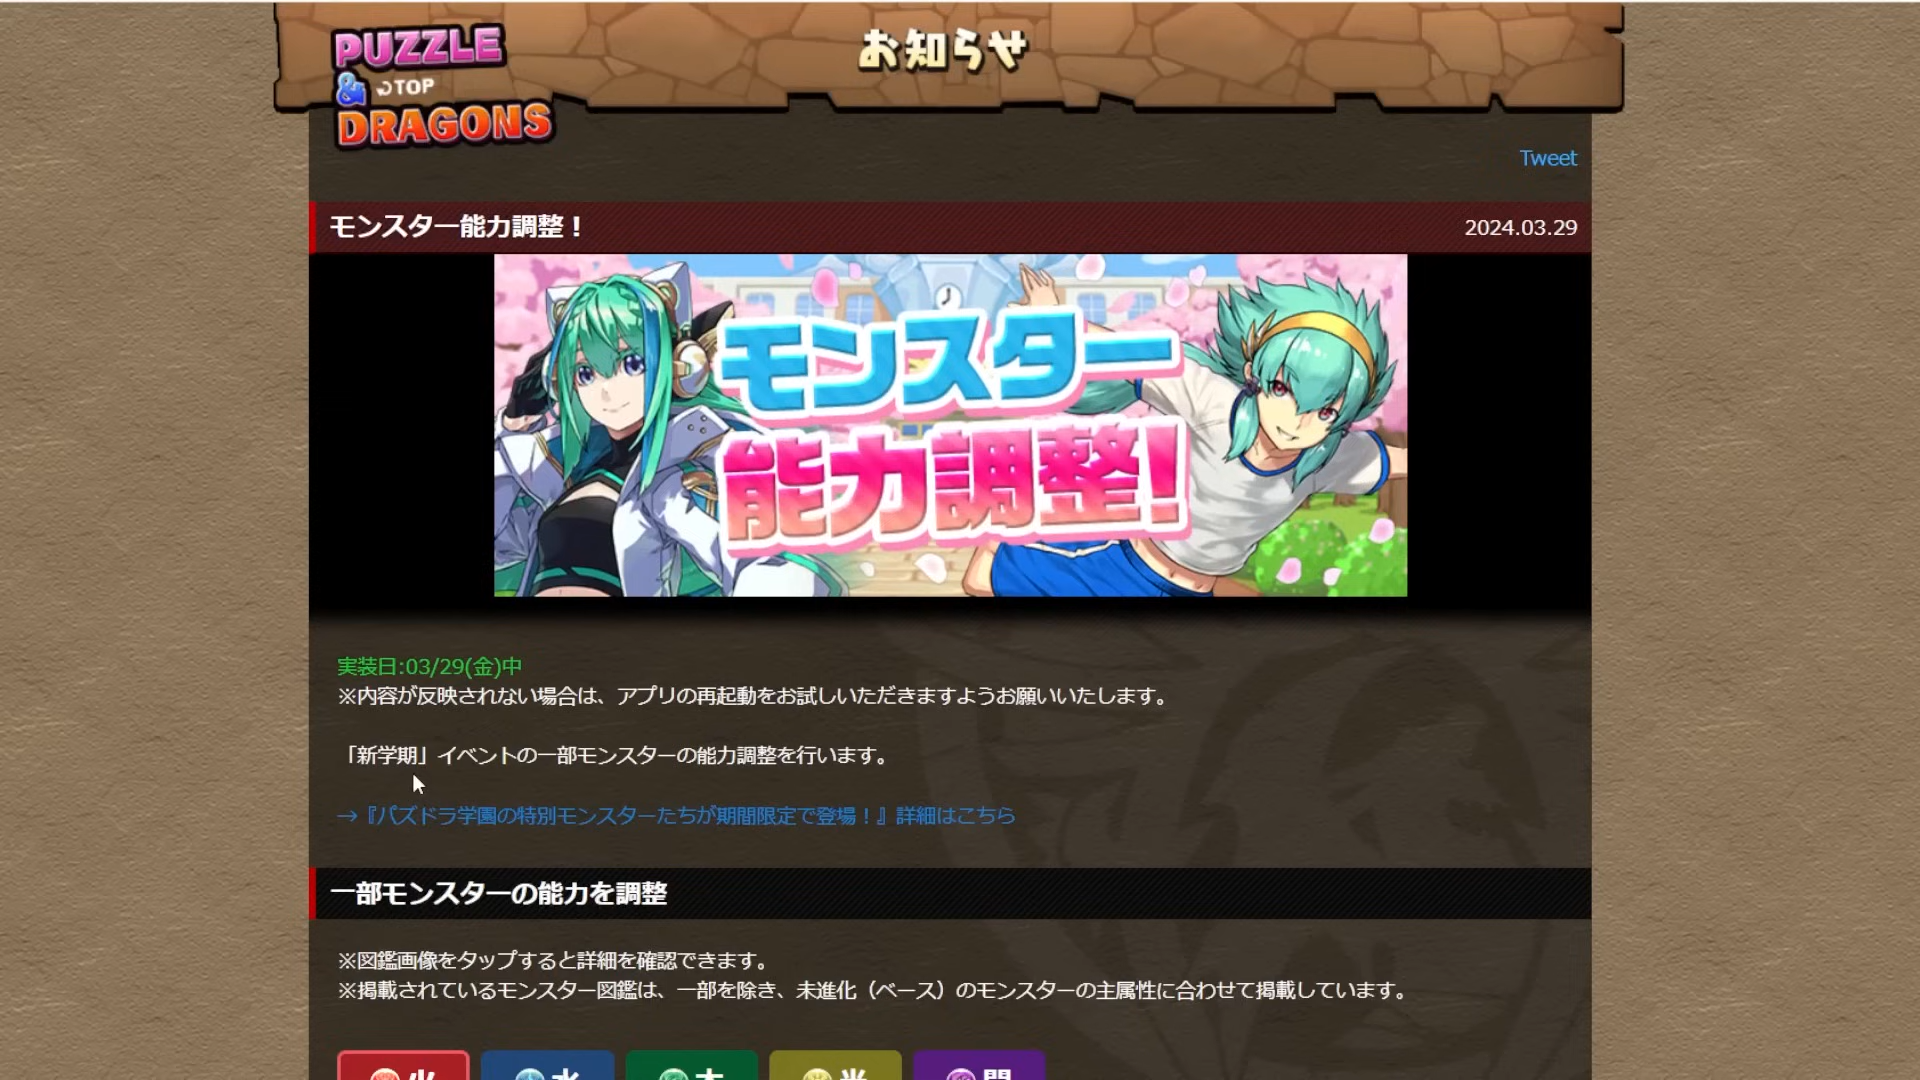 PUZZLE
& TOP
DRAGONS
お知らせ
Tweet
モンスター能力調整！
2024.03.29
モンスター
能力調整!
実装日:03/29(金)中
※内容が反映されない場合は、アプリの再起動をお試しいただきますようお願いいたします。
「新学期」イベントの一部モンスターの能力調整を行います。
→『パズドラ学園の特別モンスターたちが期間限定で登場！』詳細はこちら
一部モンスターの能力を調整
※図鑑画像をタップすると詳細を確認できます。
※掲載されているモンスター図鑑は、一部を除き、未進化（ベース）のモンスターの主属性に合わせて掲載しています。
火
水
木
光
闇